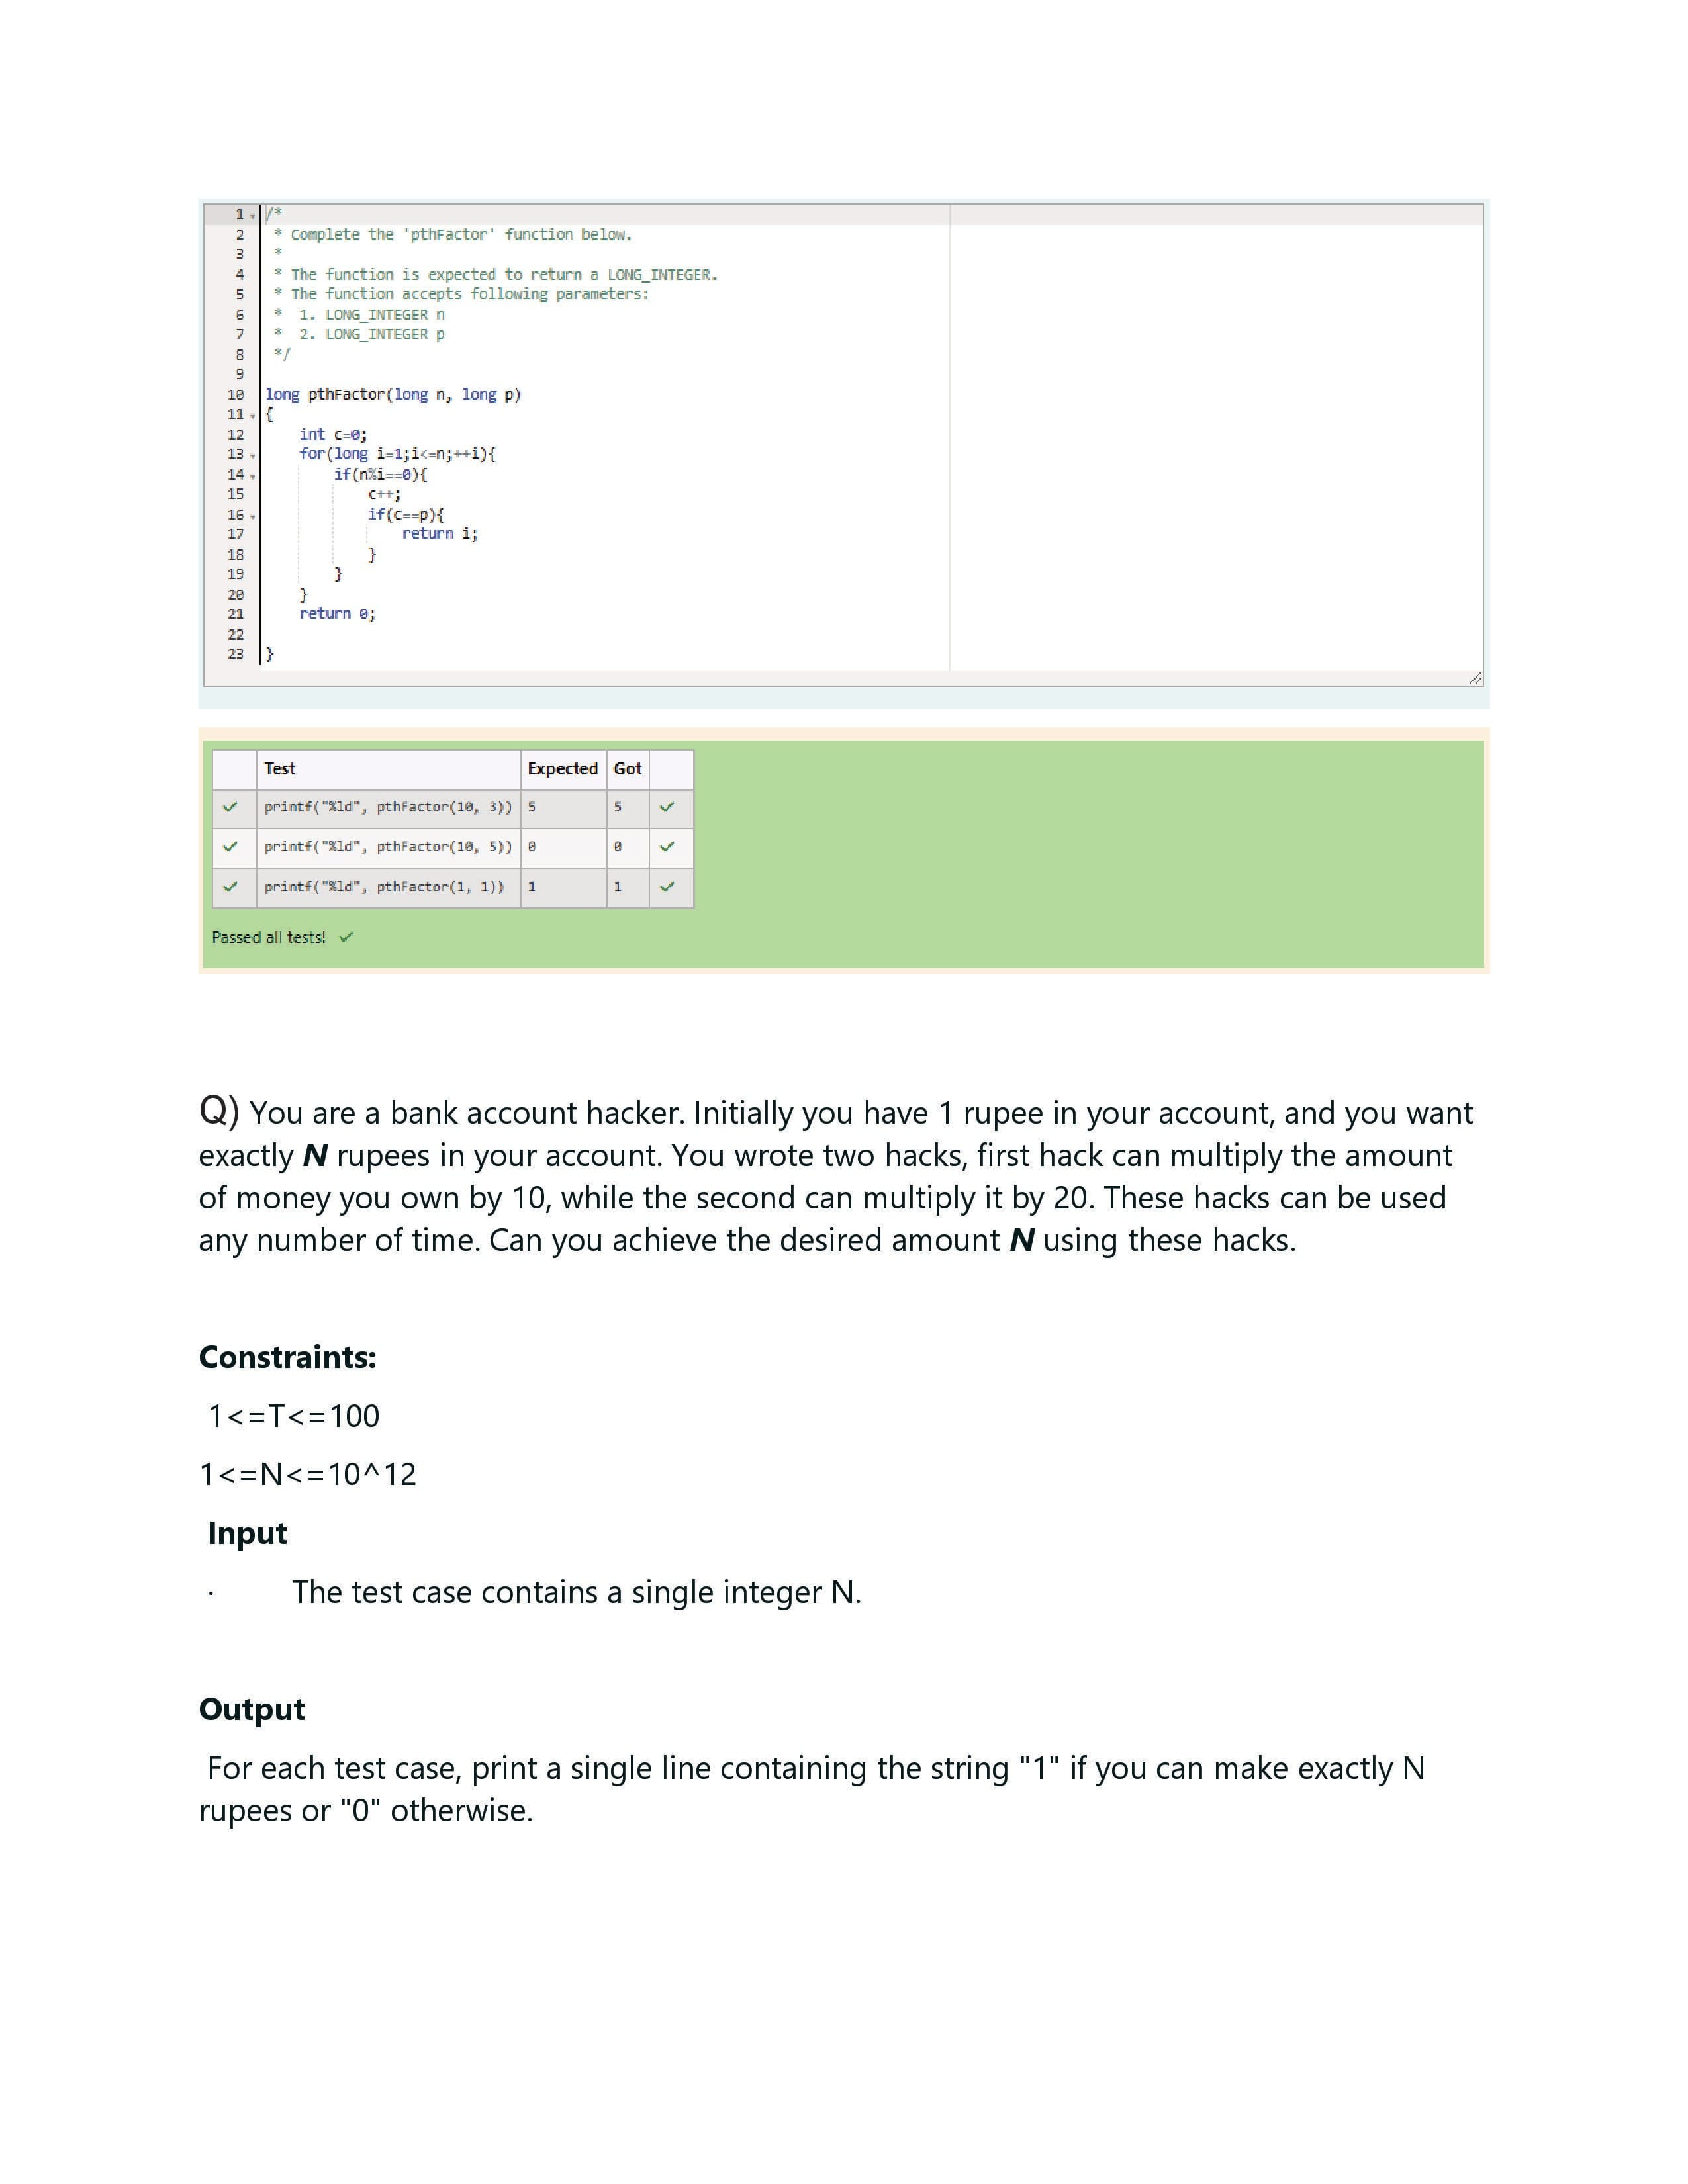 1 /*
2 * Complete the 'pthFactor' function below.
3 *
4 * The function is expected to return a LONG_INTEGER.
5 * The function accepts following parameters:
6 *  1. LONG_INTEGER n
7 *  2. LONG_INTEGER p
8 */
9
10 long pthFactor(long n, long p)
11 {
12 int c=0;
13 for(long i=1;i<=n;++i){
14 if(n%i==0){
15 c++;
16 if(c==p){
17 return i;
18 }
19 }
20 }
21 return 0;
22
23 }
Test Expected Got
printf("%ld", pthFactor(10, 3)) 5 5
printf("%ld", pthFactor(10, 5)) 0 0
printf("%ld", pthFactor(1, 1)) 1 1
Passed all tests!
Q) You are a bank account hacker. Initially you have 1 rupee in your account, and you want
exactly N rupees in your account. You wrote two hacks, first hack can multiply the amount
of money you own by 10, while the second can multiply it by 20. These hacks can be used
any number of time. Can you achieve the desired amount N using these hacks.
Constraints:
1<=T<=100
1<=N<=10^12
Input
· The test case contains a single integer N.
Output
For each test case, print a single line containing the string "1" if you can make exactly N
rupees or "0" otherwise.